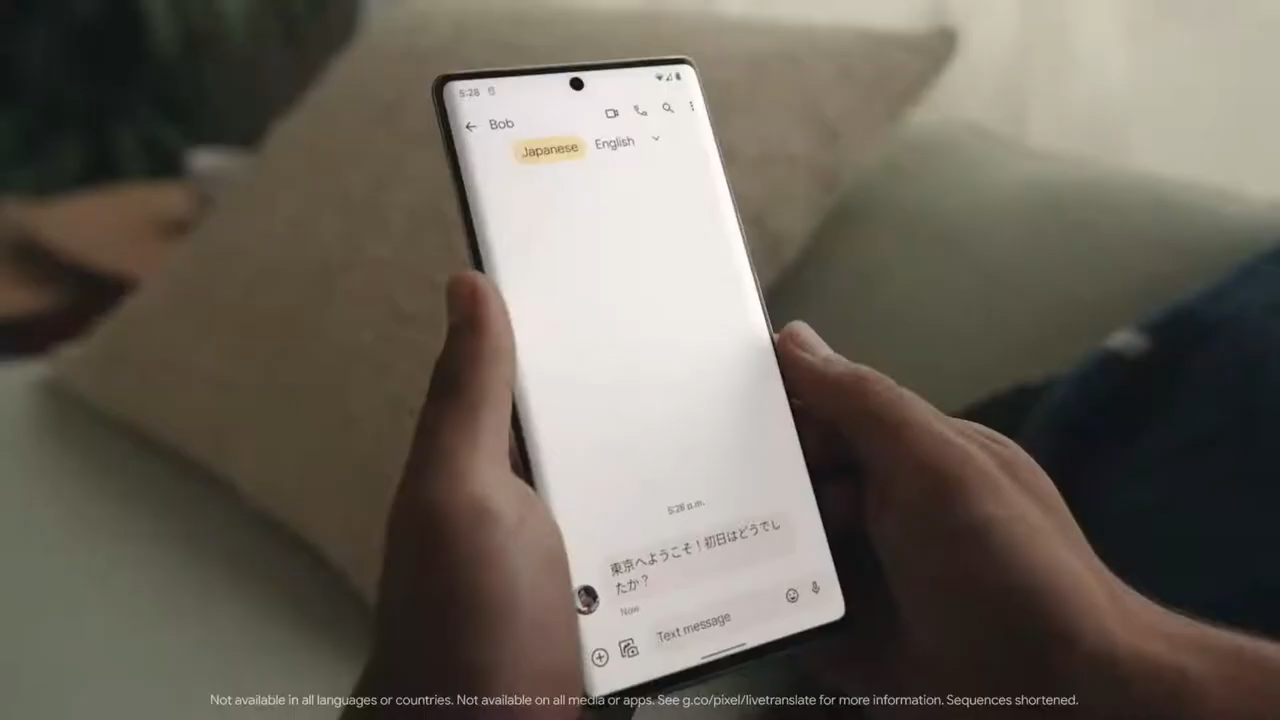 5:28
Bob
Japanese English
5:28 p.m.
東京へようこそ！初日はどうでし
たか？
Now
Text message
Not available in all languages or countries. Not available on all media or apps. See g.co/pixel/livetranslate for more information. Sequences shortened.